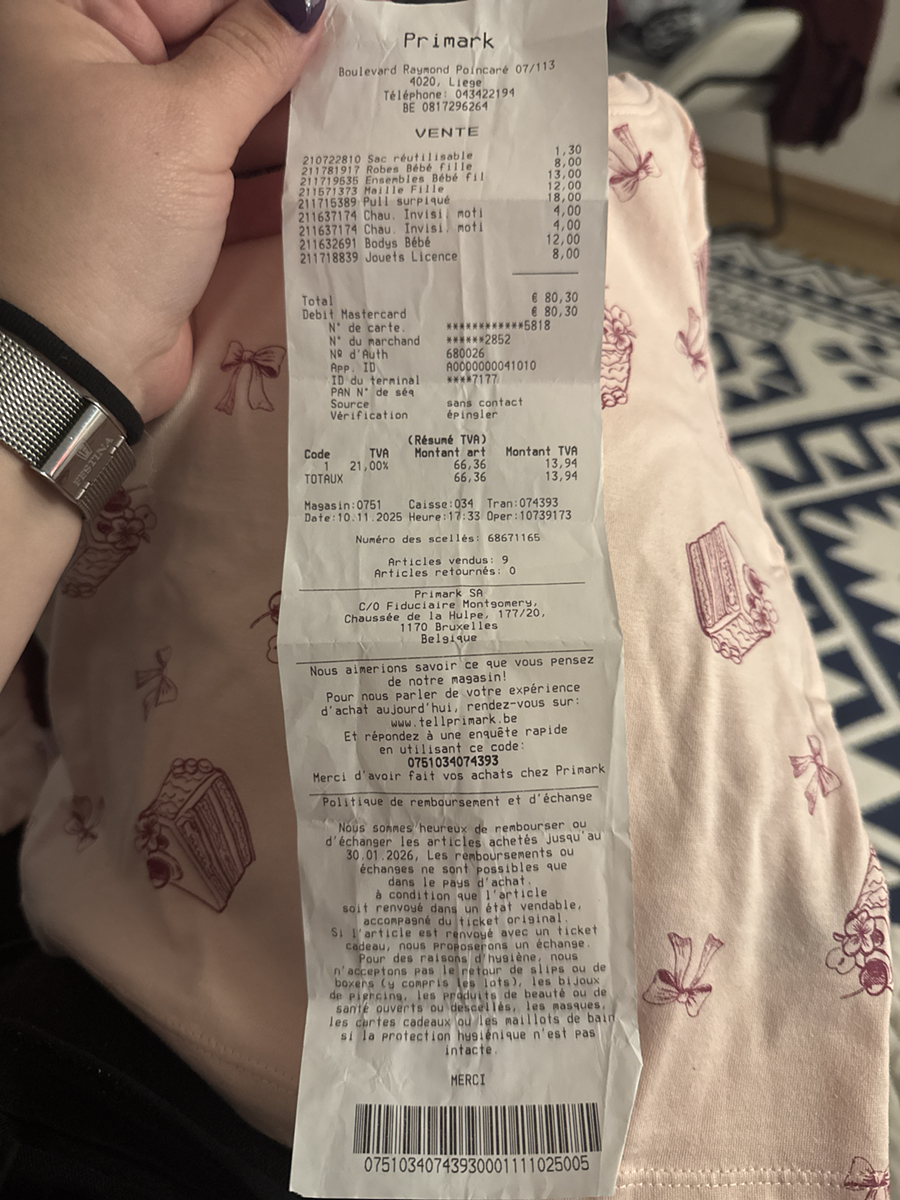 Primark
Boulevard Raymond Poincaré 07/113
4020, Liege
Téléphone: 043422194
BE 0817296264
VENTE
210722810 Sac réutilisable 1,30
211781917 Robes Bébé fille 8,00
211719535 Ensembles Bébé fil 13,00
211571373 Maille Fille 12,00
211715389 Pull surpiqué 18,00
211637174 Chau. Invisi. moti 4,00
211637174 Chau. Invisi. moti 4,00
211632691 Bodys Bébé 12,00
211718839 Jouets Licence 8,00
Total € 80,30
Debit Mastercard € 80,30
N° de carte. ************5818
N° du marchand ******2852
Nº d'Auth 680026
App. ID A0000000041010
ID du terminal ****7177
PAN N° de séq
Source sans contact
Vérification épingler
(Résumé TVA)
Code TVA Montant art Montant TVA
1 21,00% 66,36 13,94
TOTAUX 66,36 13,94
Magasin:0751 Caisse:034 Tran:074393
Date:10.11.2025 Heure:17:33 Oper:10739173
Numéro des scellés: 68671165
Articles vendus: 9
Articles retournés: 0
Primark SA
C/O Fiduciaire Montgomery,
Chaussée de la Hulpe, 177/20,
1170 Bruxelles
Belgique
Nous aimerions savoir ce que vous pensez
de notre magasin!
Pour nous parler de votre expérience
d'achat aujourd'hui, rendez-vous sur:
www.tellprimark.be
Et répondez à une enquête rapide
en utilisant ce code:
0751034074393
Merci d'avoir fait vos achats chez Primark
Politique de remboursement et d'échange
Nous sommes heureux de rembourser ou
d'échanger les articles achetés jusqu'au
30.01.2026, Les remboursements ou
échanges ne sont possibles que
dans le pays d'achat.
à condition que l'article
soit renvoyé dans un état vendable,
accompagné du ticket original.
Si l'article est renvoyé avec un ticket
cadeau, nous proposerons un échange.
Pour des raisons d'hygiène, nous
n'acceptons pas le retour de slips ou de
boxers (y compris les lots), les bijoux
de piercing, les produits de beauté ou de
santé ouverts ou descellés, les masques,
les cartes cadeaux ou les maillots de bain
si la protection hygiénique n'est pas
intacte.
MERCI
07510340743930001111025005
FESTINA